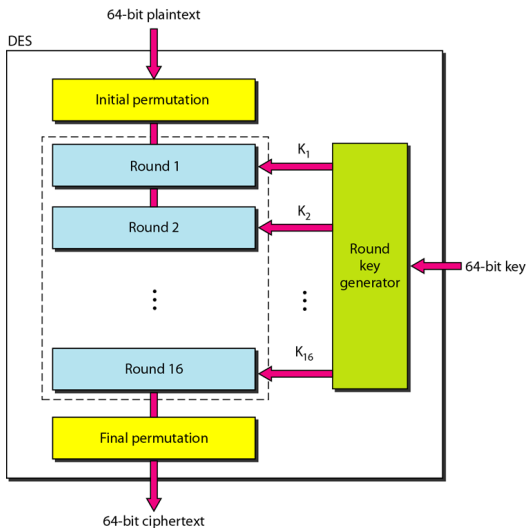 64-bit plaintext
DES
Initial permutation
Round 1
K1
Round 2
K2
Round
key
generator
64-bit key
Round 16
K16
Final permutation
64-bit ciphertext